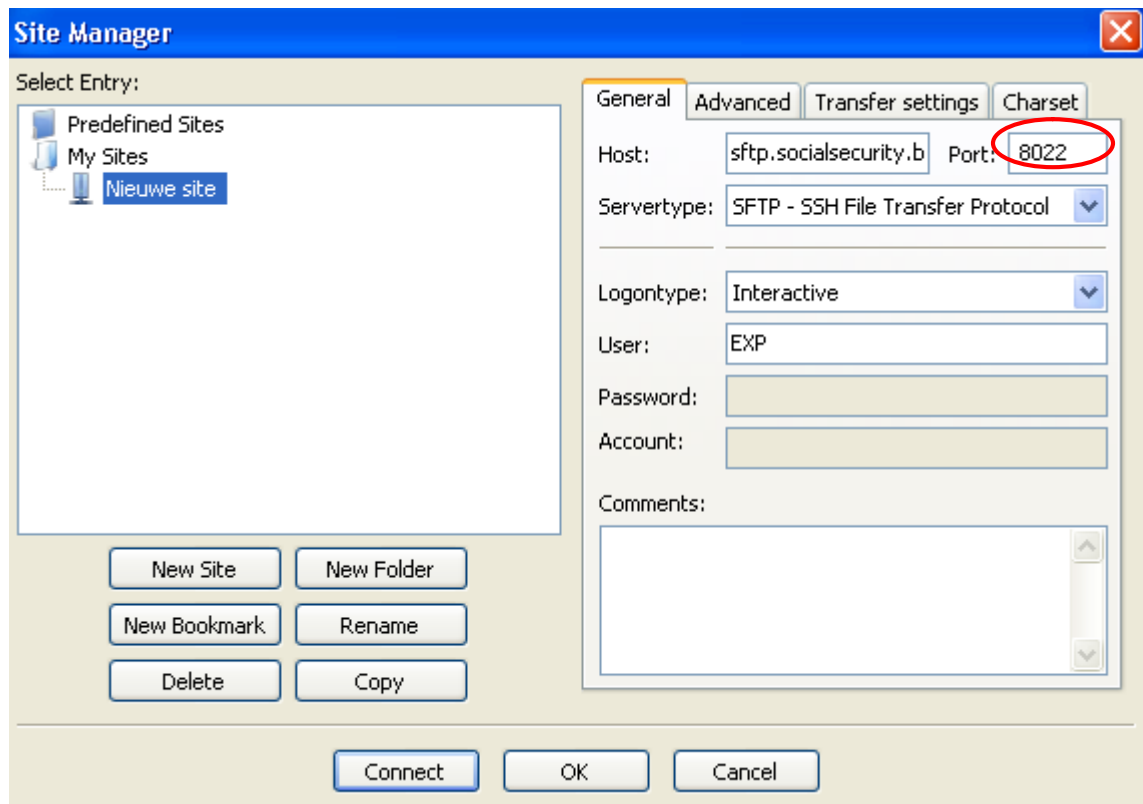 Site Manager
Select Entry:
Predefined Sites
My Sites
Nieuwe site
New Site
New Folder
New Bookmark
Rename
Delete
Copy
General
Advanced
Transfer settings
Charset
Host:
sftp.socialsecurity.b
Port:
8022
Servertype:
SFTP - SSH File Transfer Protocol
Logontype:
Interactive
User:
EXP
Password:
Account:
Comments:
Connect
OK
Cancel